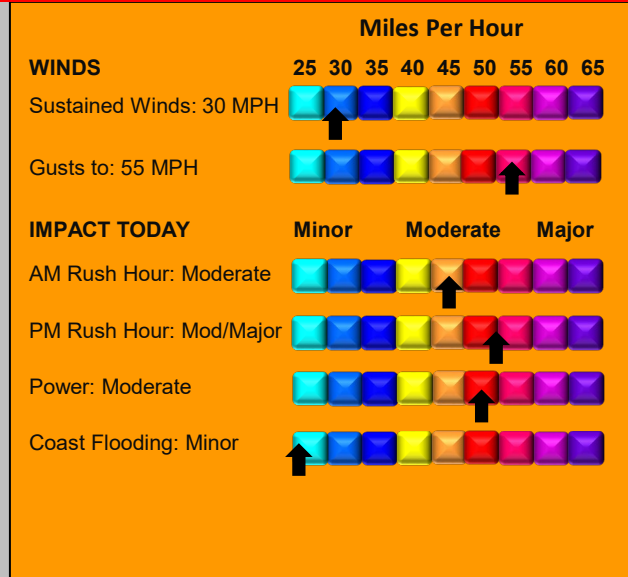 Miles Per Hour
WINDS 25 30 35 40 45 50 55 60 65
Sustained Winds: 30 MPH
Gusts to: 55 MPH
IMPACT TODAY Minor Moderate Major
AM Rush Hour: Moderate
PM Rush Hour: Mod/Major
Power: Moderate
Coast Flooding: Minor